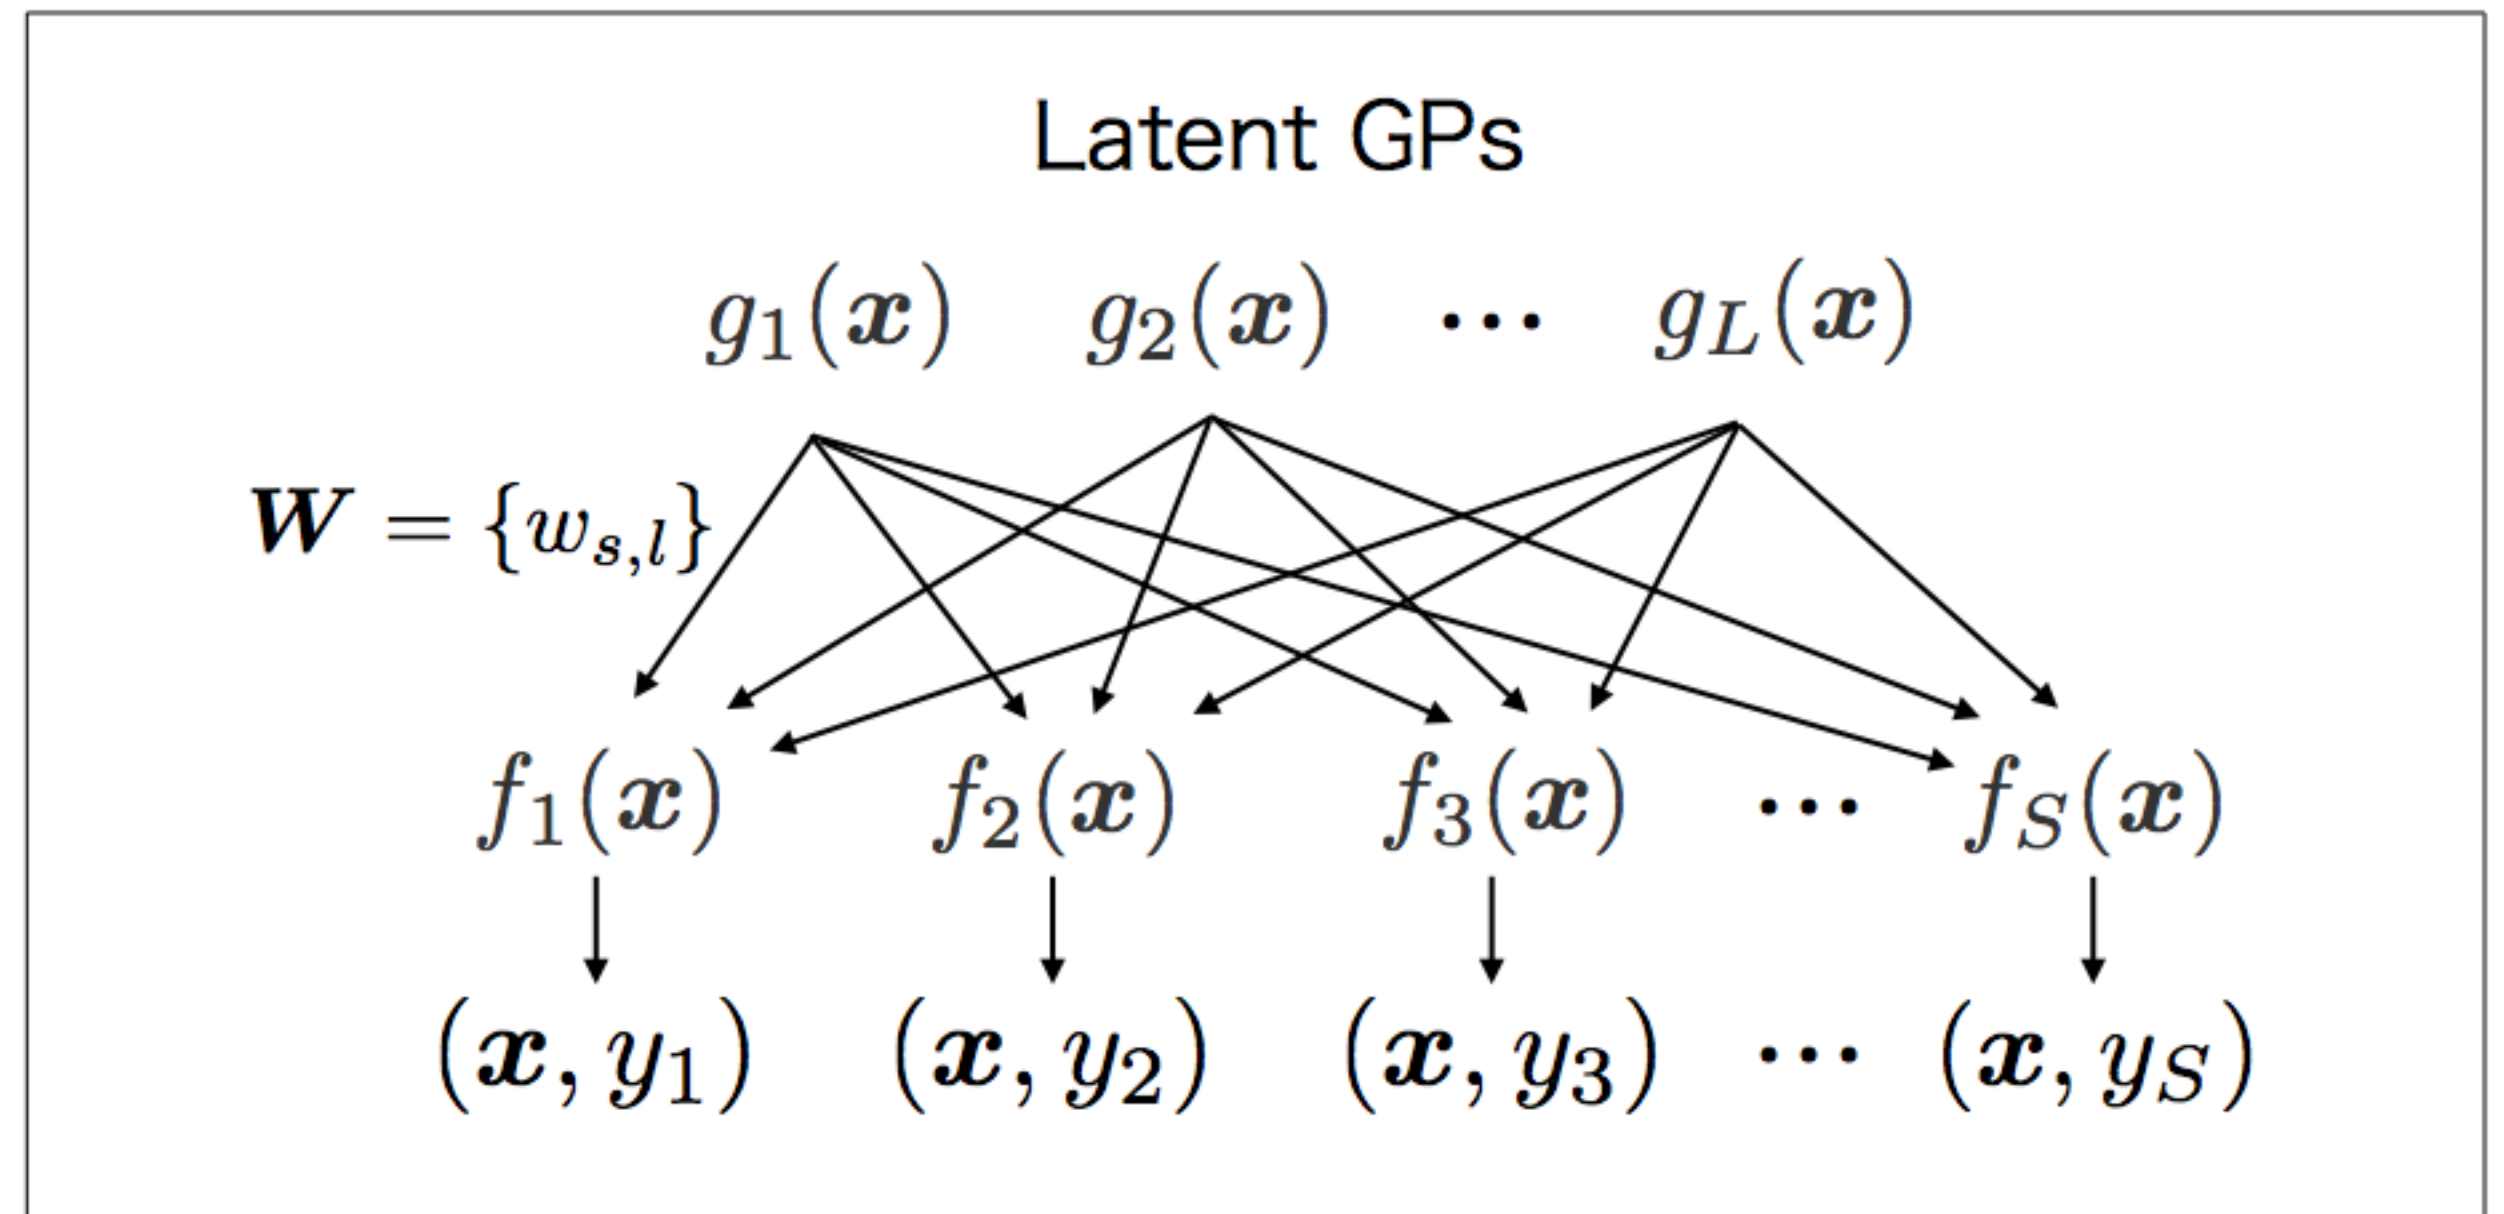 Latent GPs
g₁(𝒙) g₂(𝒙) ··· g_L(𝒙)
𝑾 = {w_{s,l}}
f₁(𝒙) f₂(𝒙) f₃(𝒙) ··· f_S(𝒙)
(𝒙, y₁) (𝒙, y₂) (𝒙, y₃) ··· (𝒙, y_S)